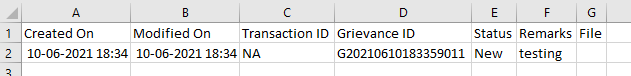 A B C D E F G
1 Created On Modified On Transaction ID Grievance ID Status Remarks File
2 10-06-2021 18:34 10-06-2021 18:34 NA G20210610183359011 New testing
3